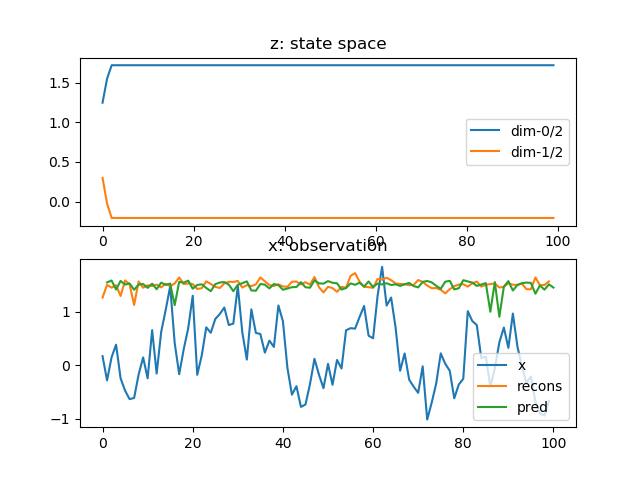 z: state space
1.5
1.0
0.5
0.0
dim-0/2
dim-1/2
0 20 40 60 80 100
x: observation
1
0
−1
x
recons
pred
0 20 40 60 80 100